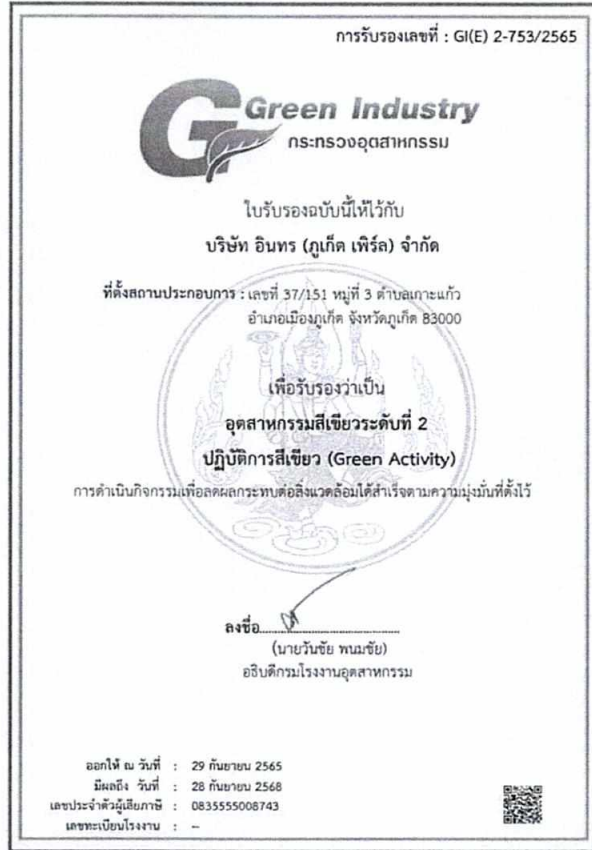 การรับรองเลขที่ : GI(E) 2-753/2565
Green Industry
กระทรวงอุตสาหกรรม
ใบรับรองฉบับนี้ให้ไว้กับ
บริษัท อินทร (ภูเก็ต เพิร์ล) จำกัด
ที่ตั้งสถานประกอบการ : เลขที่ 37/151 หมู่ที่ 3 ตำบลเกาะแก้ว
อำเภอเมืองภูเก็ต จังหวัดภูเก็ต 83000
เพื่อรับรองว่าเป็น
อุตสาหกรรมสีเขียวระดับที่ 2
ปฏิบัติการสีเขียว (Green Activity)
การดำเนินกิจกรรมเพื่อลดผลกระทบต่อสิ่งแวดล้อมได้สำเร็จตามความมุ่งมั่นที่ตั้งไว้
ลงชื่อ
(นายวันชัย พนมชัย)
อธิบดีกรมโรงงานอุตสาหกรรม
ออกให้ ณ วันที่ : 29 กันยายน 2565
มีผลถึง วันที่ : 28 กันยายน 2568
เลขประจำตัวผู้เสียภาษี : 0835555008743
เลขทะเบียนโรงงาน : –